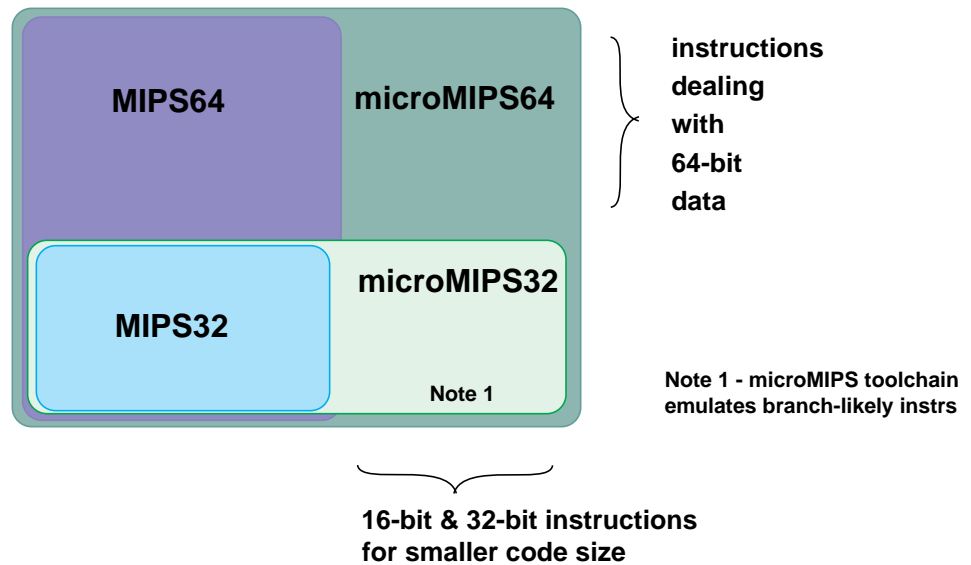 MIPS64
microMIPS64
instructions
dealing
with
64-bit
data
microMIPS32
MIPS32
Note 1
Note 1 - microMIPS toolchain
emulates branch-likely instrs
16-bit & 32-bit instructions
for smaller code size